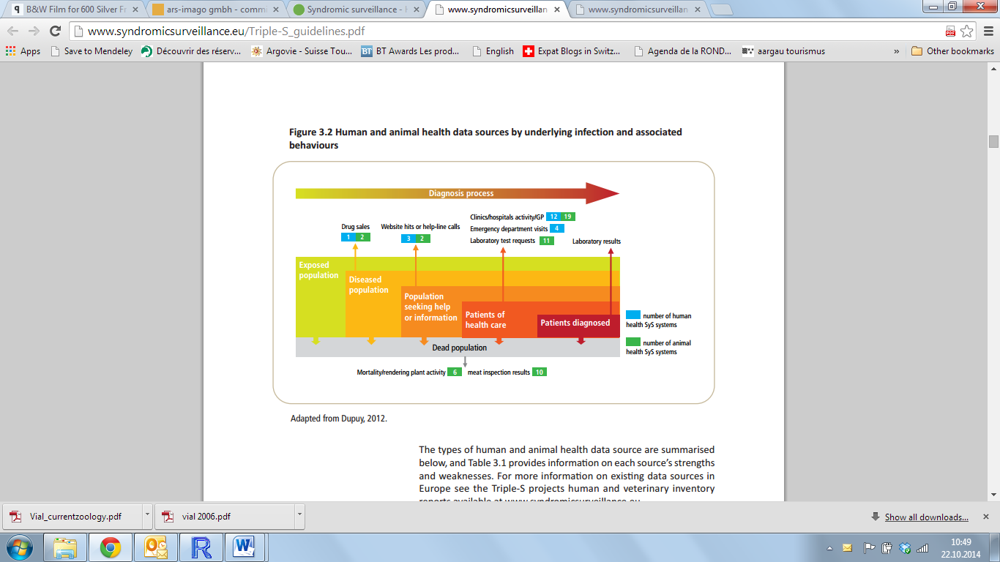 B&W Film for 600 Silver Fr
ars-imago gmbh - commi
Syndromic surveillance -
www.syndromicsurveillan
www.syndromicsurveillan
www.syndromicsurveillance.eu/Triple-S_guidelines.pdf
Apps
Save to Mendeley
Découvrir des réserv...
Argovie - Suisse Tou...
BT
BT Awards Les prod...
English
Expat Blogs in Switz...
Agenda de la ROND...
aargau tourismus
»
Other bookmarks
Figure 3.2 Human and animal health data sources by underlying infection and associated
behaviours
Diagnosis process
Drug sales
1 2
Website hits or help-line calls
3 2
Clinics/hospitals activity/GP 12 19
Emergency department visits 4
Laboratory test requests 11
Laboratory results
Exposed
population
Diseased
population
Population
seeking help
or information
Patients of
health care
Patients diagnosed
Dead population
number of human
health SyS systems
number of animal
health SyS systems
Mortality/rendering plant activity 6 meat inspection results 10
Adapted from Dupuy, 2012.
The types of human and animal health data source are summarised
below, and Table 3.1 provides information on each source's strengths
and weaknesses. For more information on existing data sources in
Europe see the Triple-S projects human and veterinary inventory
reports available at www.syndromicsurveillance.eu
Vial_currentzoology.pdf
vial 2006.pdf
Show all downloads...
10:49
22.10.2014